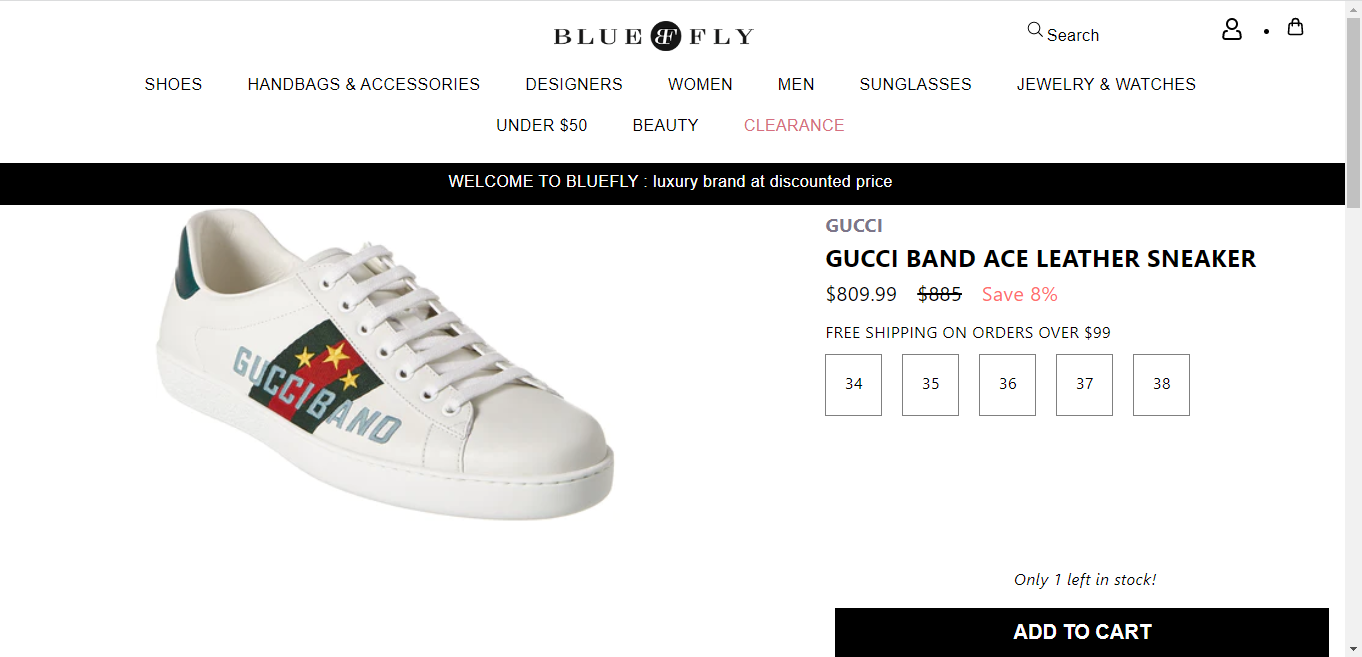 BLUE BF FLY
Search
SHOES HANDBAGS & ACCESSORIES DESIGNERS WOMEN MEN SUNGLASSES JEWELRY & WATCHES
UNDER $50 BEAUTY CLEARANCE
WELCOME TO BLUEFLY : luxury brand at discounted price
GUCCI
GUCCI BAND ACE LEATHER SNEAKER
$809.99 $885 Save 8%
FREE SHIPPING ON ORDERS OVER $99
34 35 36 37 38
GUCCI BAND
Only 1 left in stock!
ADD TO CART